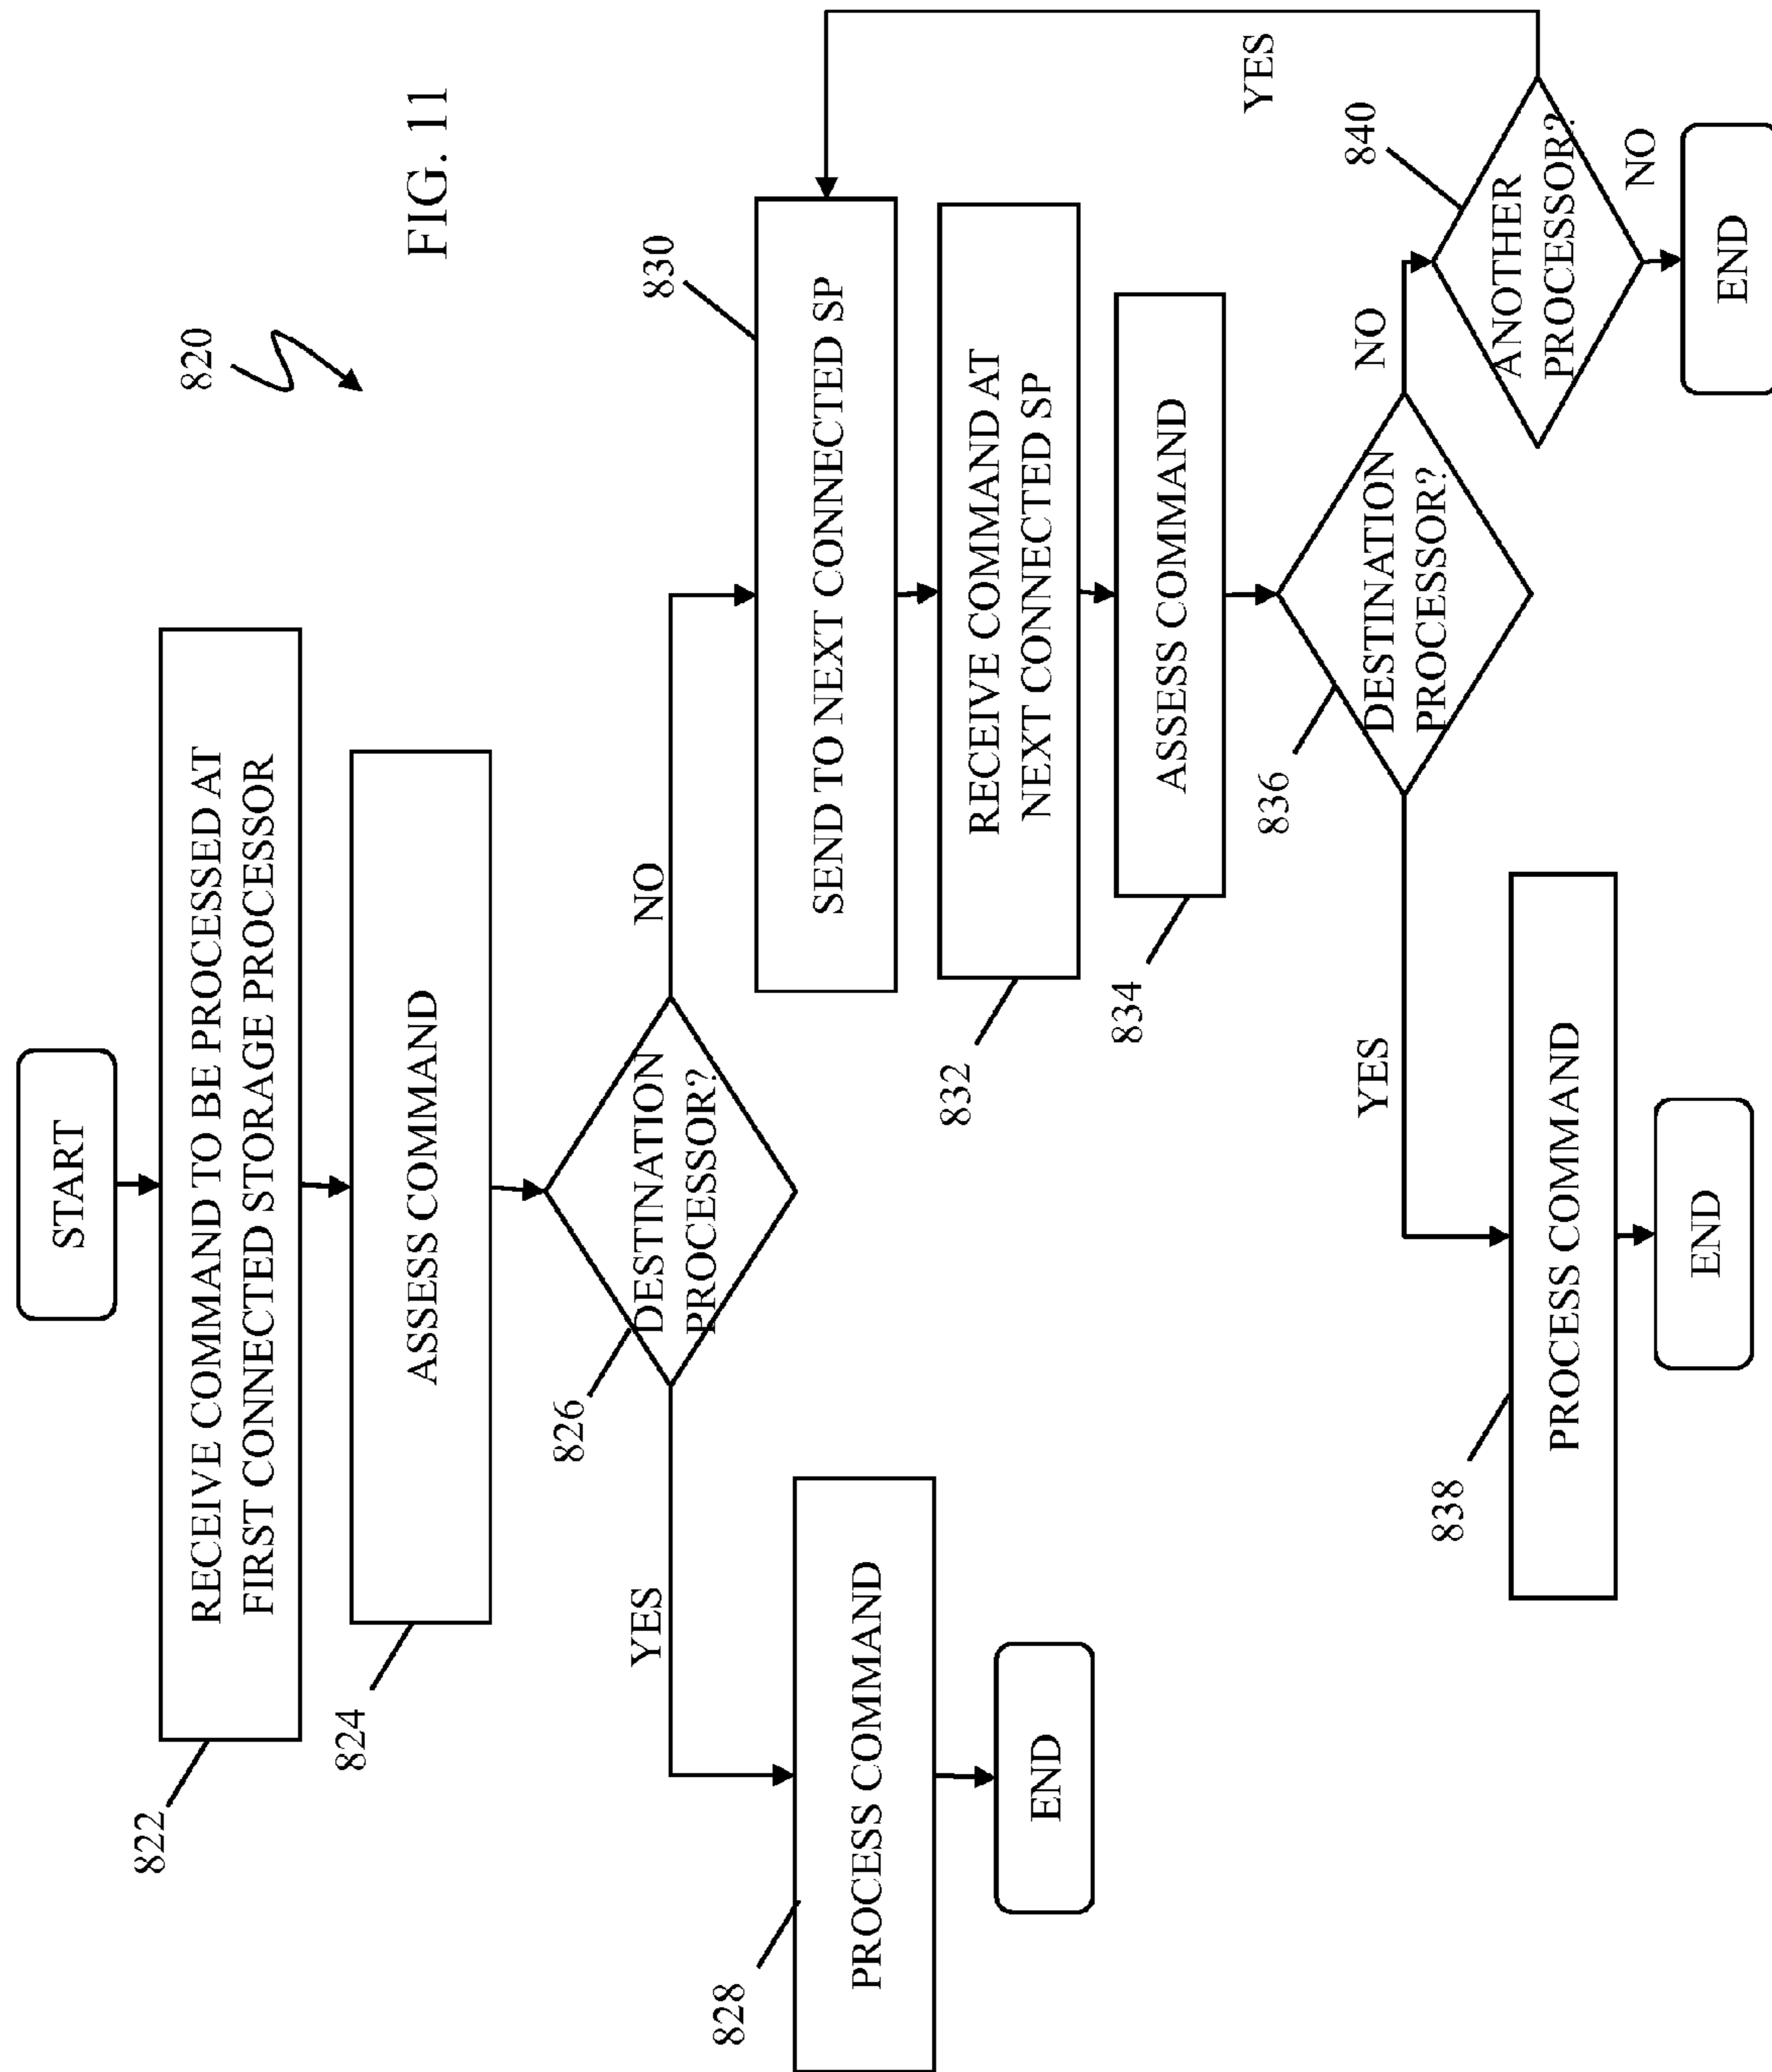 FIG. 11
820
START
822
RECEIVE COMMAND TO BE PROCESSED AT
FIRST CONNECTED STORAGE PROCESSOR
824
ASSESS COMMAND
826
DESTINATION
PROCESSOR?
YES
NO
828
PROCESS COMMAND
END
830
SEND TO NEXT CONNECTED SP
832
RECEIVE COMMAND AT
NEXT CONNECTED SP
834
ASSESS COMMAND
836
DESTINATION
PROCESSOR?
YES
NO
838
PROCESS COMMAND
END
840
ANOTHER
PROCESSOR?
YES
NO
END